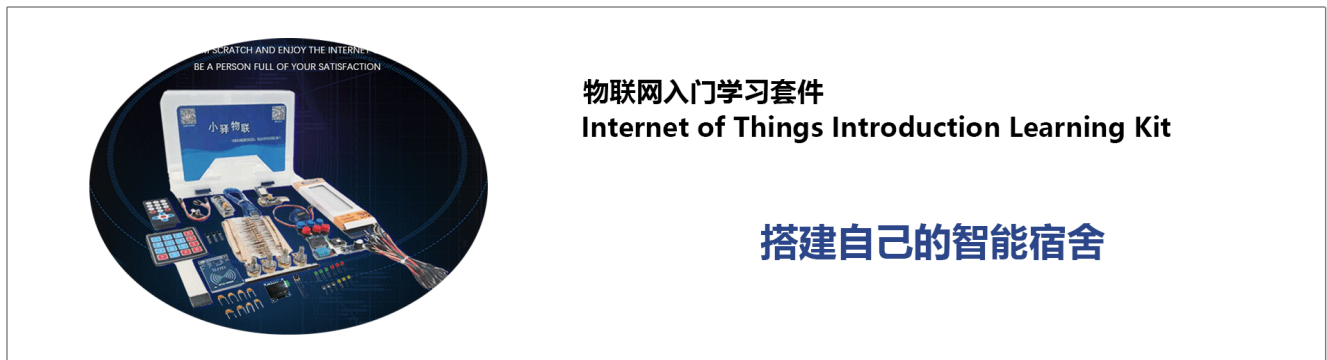 SCRATCH AND ENJOY THE INTERNET
BE A PERSON FULL OF YOUR SATISFACTION
小驿物联
物联网入门学习套件
Internet of Things Introduction Learning Kit
搭建自己的智能宿舍